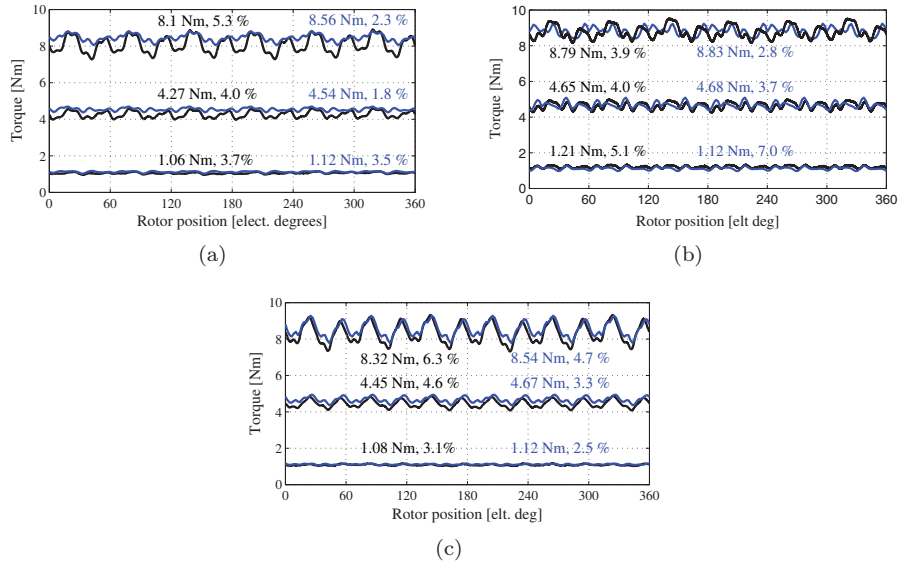 10
8.1 Nm, 5.3 %
8.56 Nm, 2.3 %
8
6
4.27 Nm, 4.0 %
4.54 Nm, 1.8 %
4
2
1.06 Nm, 3.7%
1.12 Nm, 3.5 %
0
0 60 120 180 240 300 360
Torque [Nm]
Rotor position [elect. degrees]
(a)
10
8
8.79 Nm, 3.9 %
8.83 Nm, 2.8 %
6
4.65 Nm, 4.0 %
4.68 Nm, 3.7 %
4
2
1.21 Nm, 5.1 %
1.12 Nm, 7.0 %
0
0 60 120 180 240 300 360
Torque [Nm]
Rotor position [elt deg]
(b)
10
8
8.32 Nm, 6.3 %
8.54 Nm, 4.7 %
6
4.45 Nm, 4.6 %
4.67 Nm, 3.3 %
4
2
1.08 Nm, 3.1%
1.12 Nm, 2.5 %
0
0 60 120 180 240 300 360
Torque [Nm]
Rotor position [elt. deg]
(c)